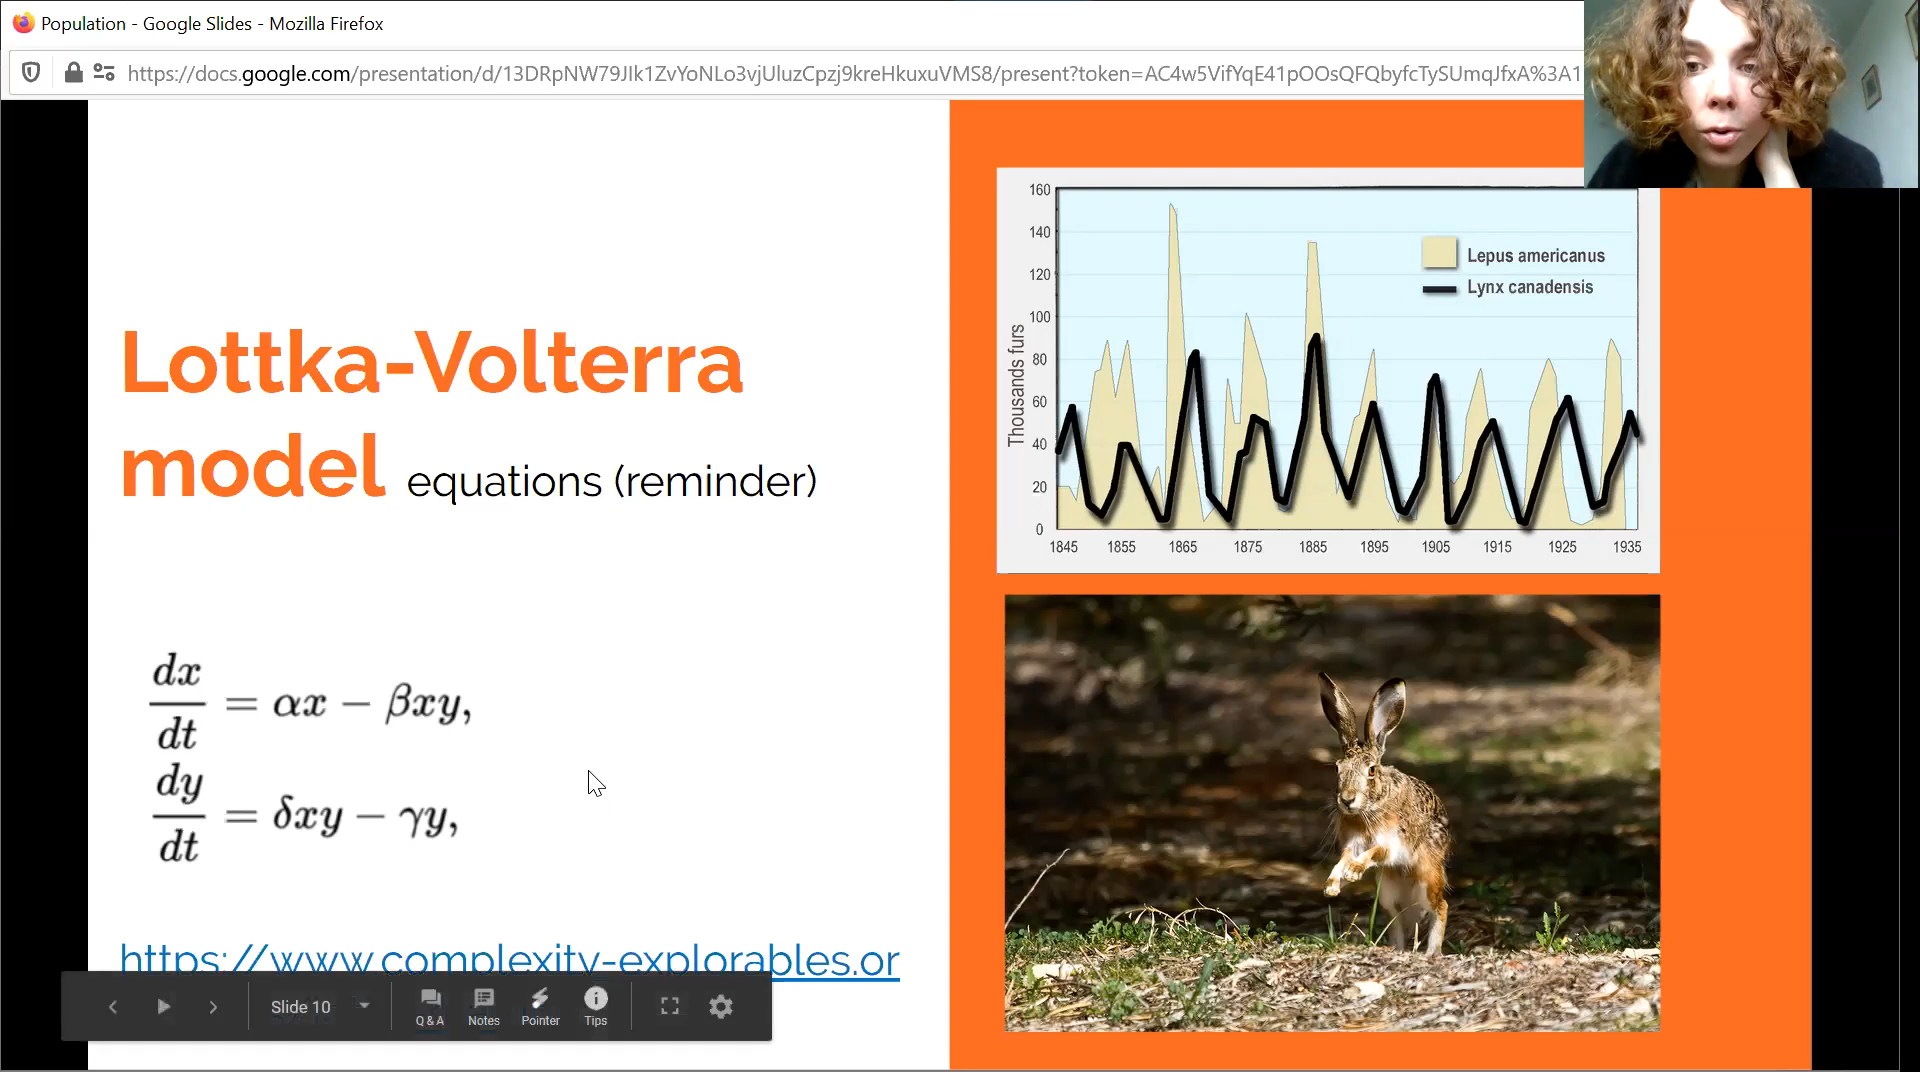 Population - Google Slides - Mozilla Firefox
https://docs.google.com/presentation/d/13DRpNW79JIk1ZvYoNLo3vjUluzCpzj9kreHkuxuVMS8/present?token=AC4w5VifYqE41pOOsQFQbyfcTySUmqJfxA%3A1
Lottka-Volterra
model equations (reminder)
dx/dt = αx − βxy,
dy/dt = δxy − γy,
https://www.complexity-explorables.or
Slide 10
Q&A
Notes
Pointer
Tips
Thousands furs
160
140
120
100
80
60
40
20
0
Lepus americanus
Lynx canadensis
1845 1855 1865 1875 1885 1895 1905 1915 1925 1935